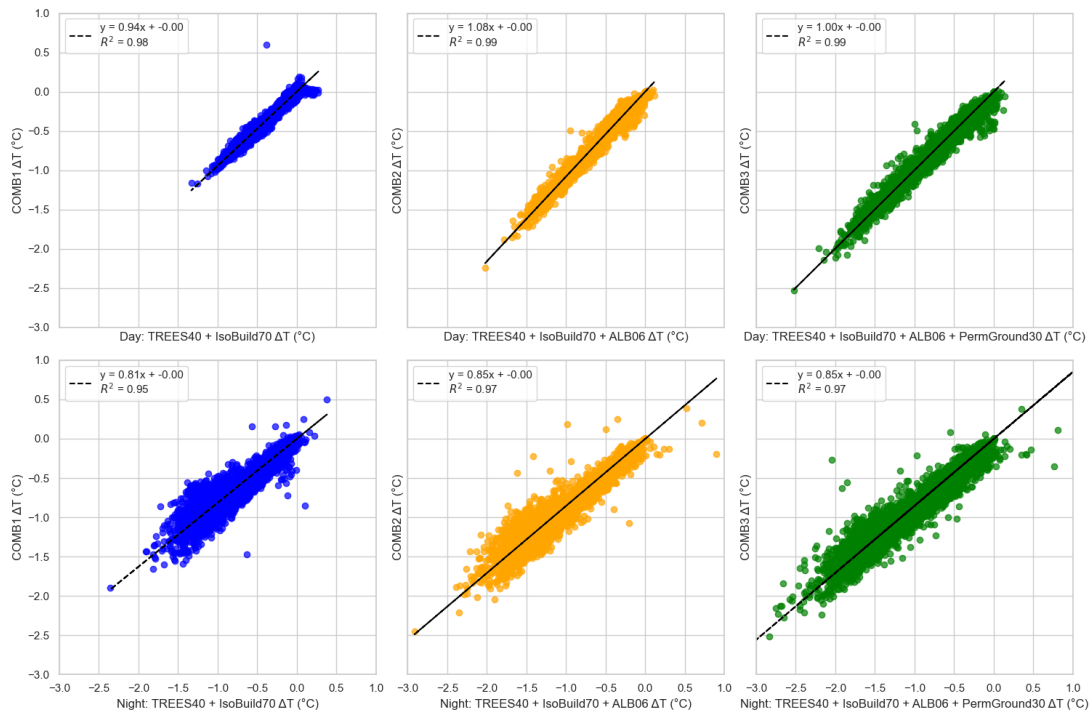 y = 0.94x + -0.00
R² = 0.98
1.0
0.5
0.0
−0.5
−1.0
−1.5
−2.0
−2.5
−3.0
COMB1 ΔT (°C)
Day: TREES40 + IsoBuild70 ΔT (°C)
y = 1.08x + -0.00
R² = 0.99
COMB2 ΔT (°C)
Day: TREES40 + IsoBuild70 + ALB06 ΔT (°C)
y = 1.00x + -0.00
R² = 0.99
COMB3 ΔT (°C)
Day: TREES40 + IsoBuild70 + ALB06 + PermGround30 ΔT (°C)
y = 0.81x + -0.00
R² = 0.95
1.0
0.5
0.0
−0.5
−1.0
−1.5
−2.0
−2.5
−3.0
COMB1 ΔT (°C)
−3.0 −2.5 −2.0 −1.5 −1.0 −0.5 0.0 0.5 1.0
Night: TREES40 + IsoBuild70 ΔT (°C)
y = 0.85x + -0.00
R² = 0.97
COMB2 ΔT (°C)
−3.0 −2.5 −2.0 −1.5 −1.0 −0.5 0.0 0.5 1.0
Night: TREES40 + IsoBuild70 + ALB06 ΔT (°C)
y = 0.85x + -0.00
R² = 0.97
COMB3 ΔT (°C)
−3.0 −2.5 −2.0 −1.5 −1.0 −0.5 0.0 0.5 1.0
Night: TREES40 + IsoBuild70 + ALB06 + PermGround30 ΔT (°C)